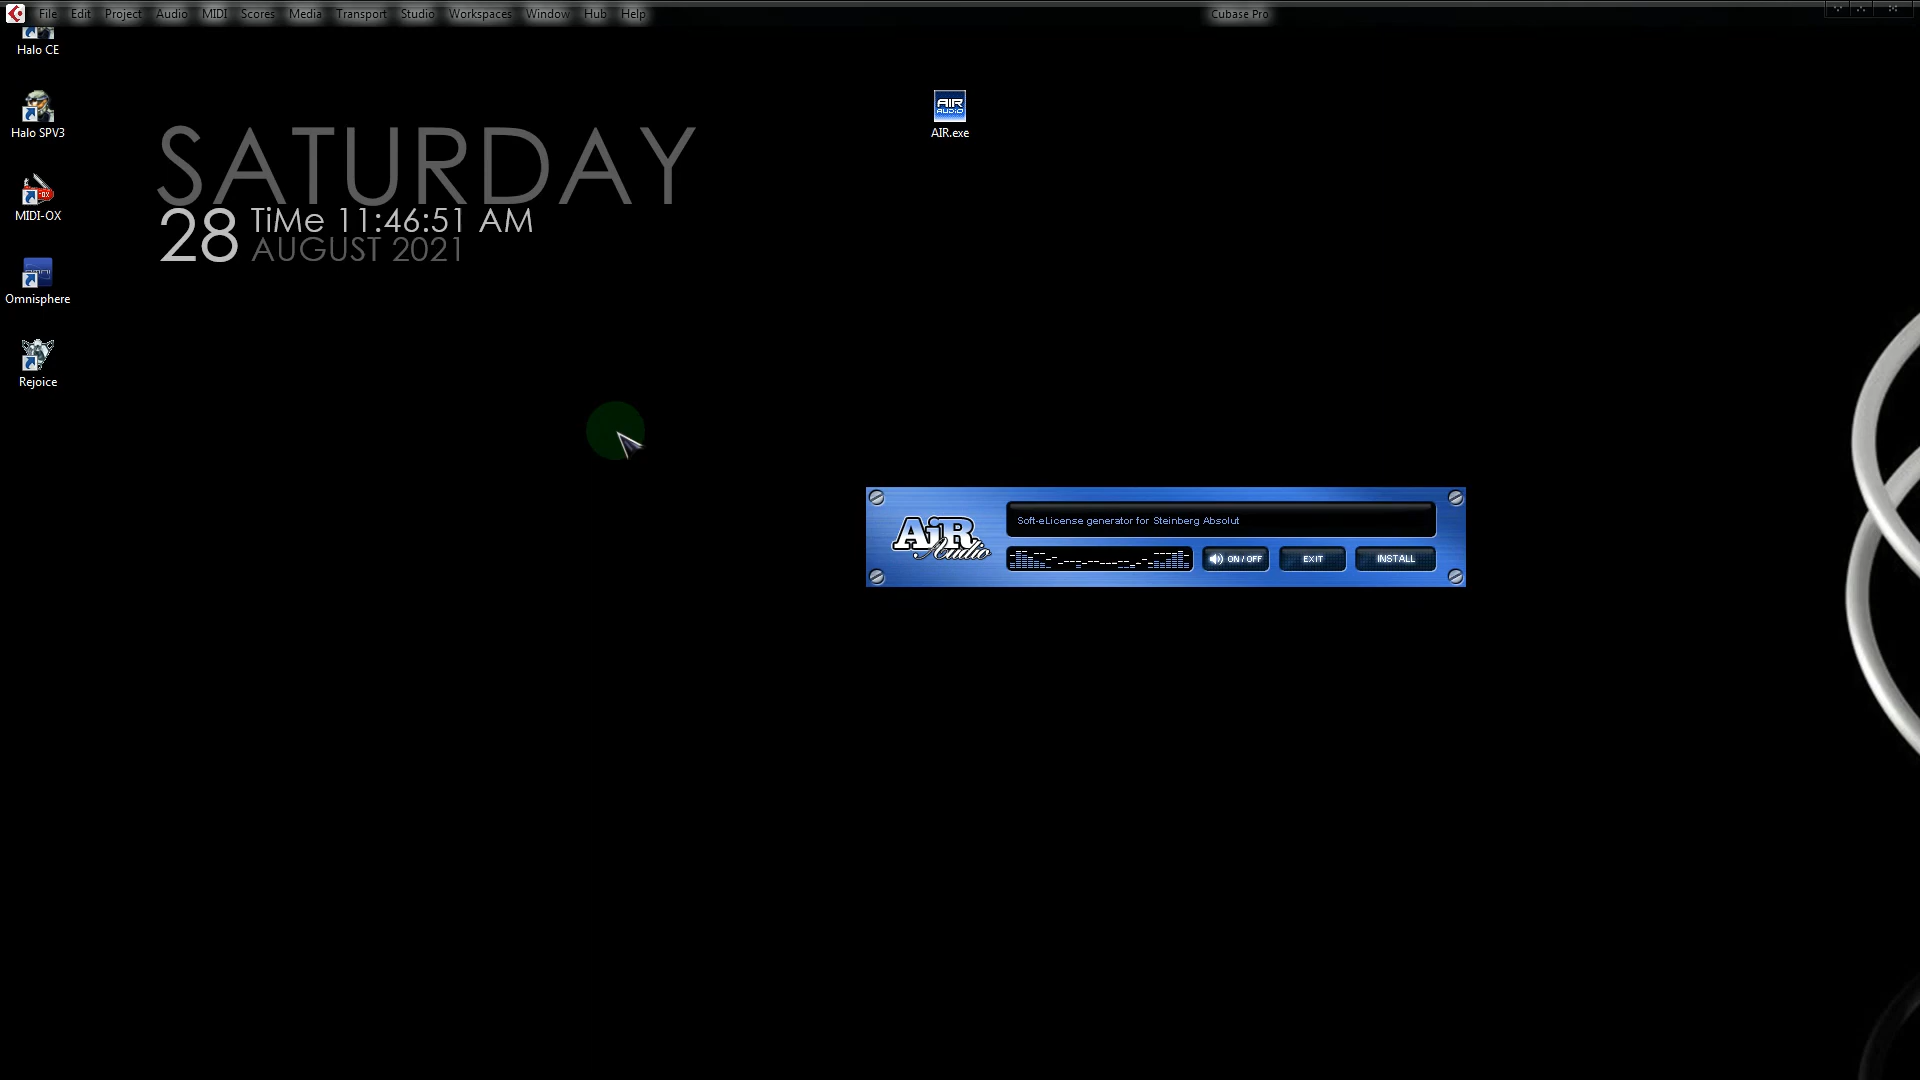 File Edit Project Audio MIDI Scores Media Transport Studio Workspaces Window Hub Help
Cubase Pro
Halo CE
Halo SPV3
MIDI-OX
Omnisphere
Rejoice
AIR
AUDIO
AIR.exe
SATURDAY
28 TiMe 11:46:51 AM
AUGUST 2021
AiR
Audio
Soft-eLicense generator for Steinberg Absolut
ON / OFF
EXIT
INSTALL